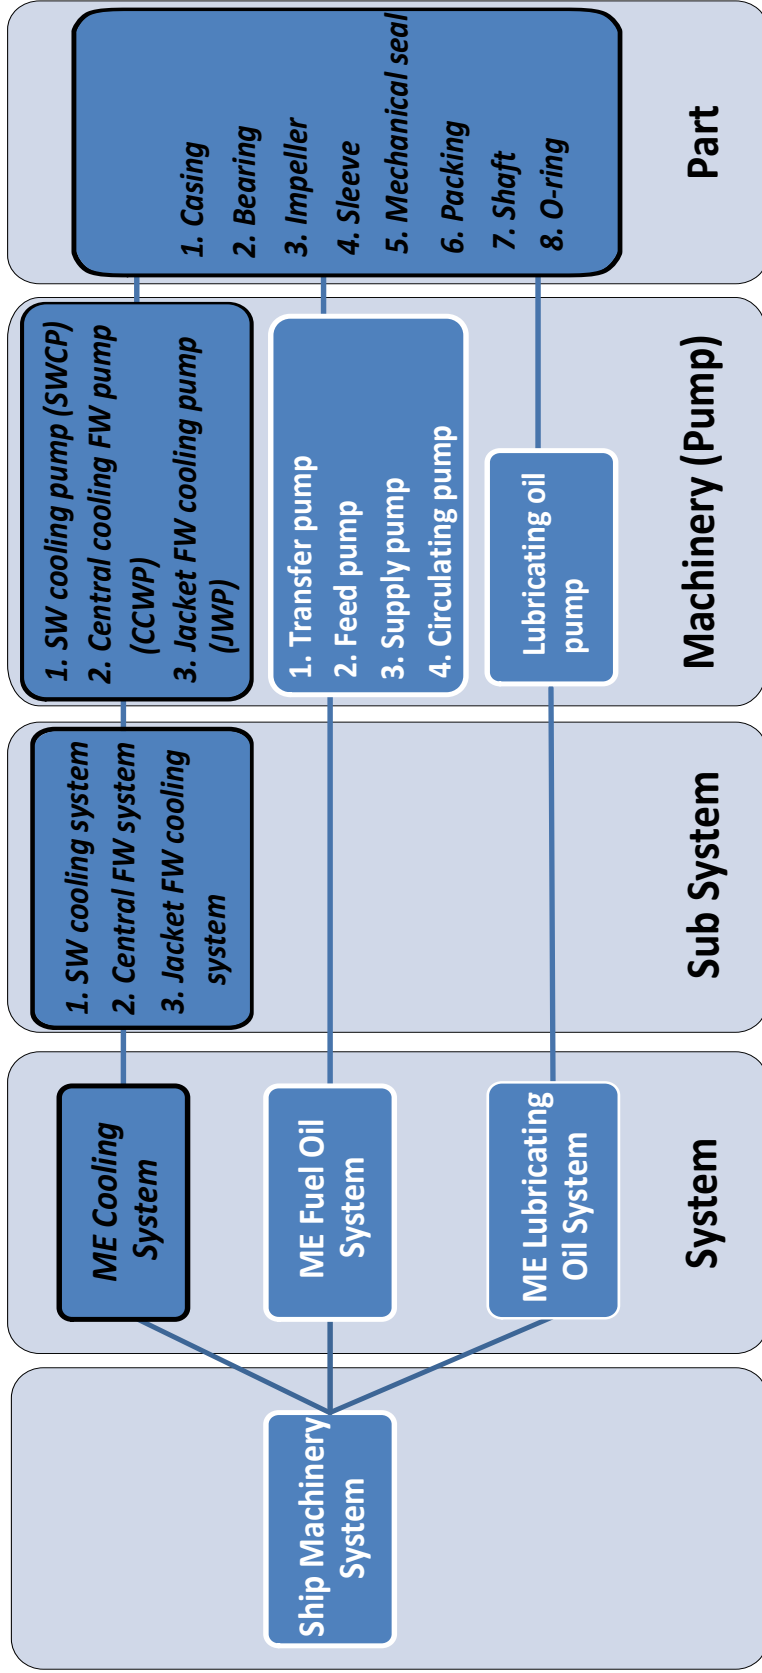 Ship Machinery
System
ME Cooling
System
ME Fuel Oil
System
ME Lubricating
Oil System
System
1. SW cooling system
2. Central FW system
3. Jacket FW cooling
system
Sub System
1. SW cooling pump (SWCP)
2. Central cooling FW pump
(CCWP)
3. Jacket FW cooling pump
(JWP)
1. Transfer pump
2. Feed pump
3. Supply pump
4. Circulating pump
Lubricating oil
pump
Machinery (Pump)
1. Casing
2. Bearing
3. Impeller
4. Sleeve
5. Mechanical seal
6. Packing
7. Shaft
8. O-ring
Part